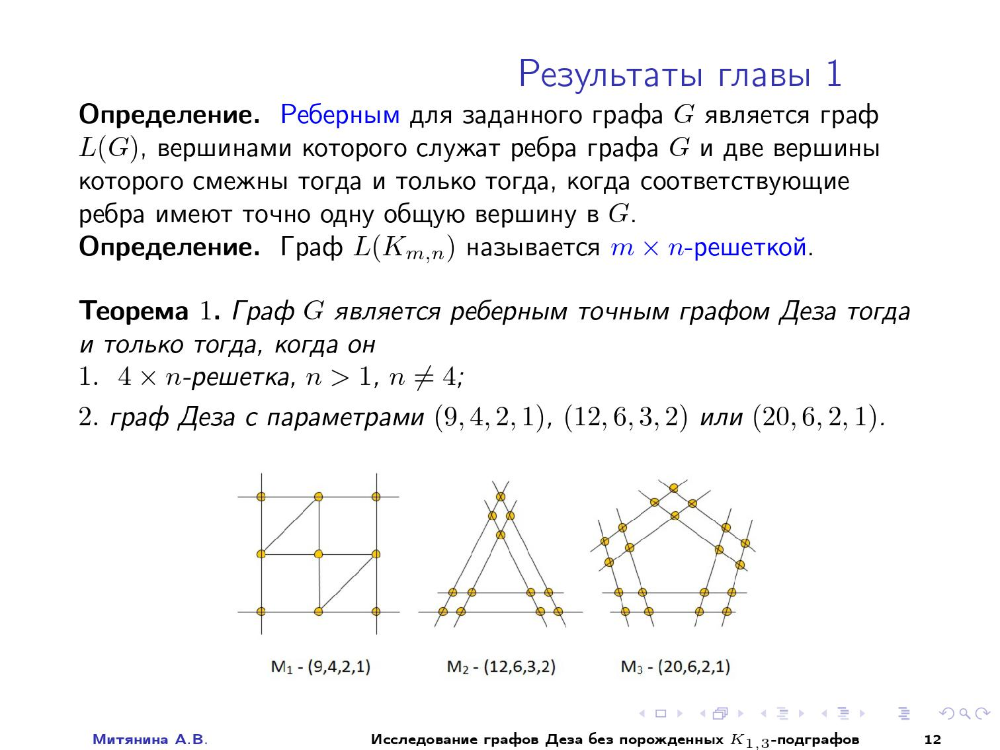 Результаты главы 1
Определение. Реберным для заданного графа G является граф
L(G), вершинами которого служат ребра графа G и две вершины
которого смежны тогда и только тогда, когда соответствующие
ребра имеют точно одну общую вершину в G.
Определение. Граф L(K_{m,n}) называется m × n-решеткой.
Теорема 1. Граф G является реберным точным графом Деза тогда
и только тогда, когда он
1. 4 × n-решетка, n > 1, n ≠ 4;
2. граф Деза с параметрами (9, 4, 2, 1), (12, 6, 3, 2) или (20, 6, 2, 1).
M₁ - (9,4,2,1) M₂ - (12,6,3,2) M₃ - (20,6,2,1)
Митянина А.В. Исследование графов Деза без порожденных K_{1,3}-подграфов 12